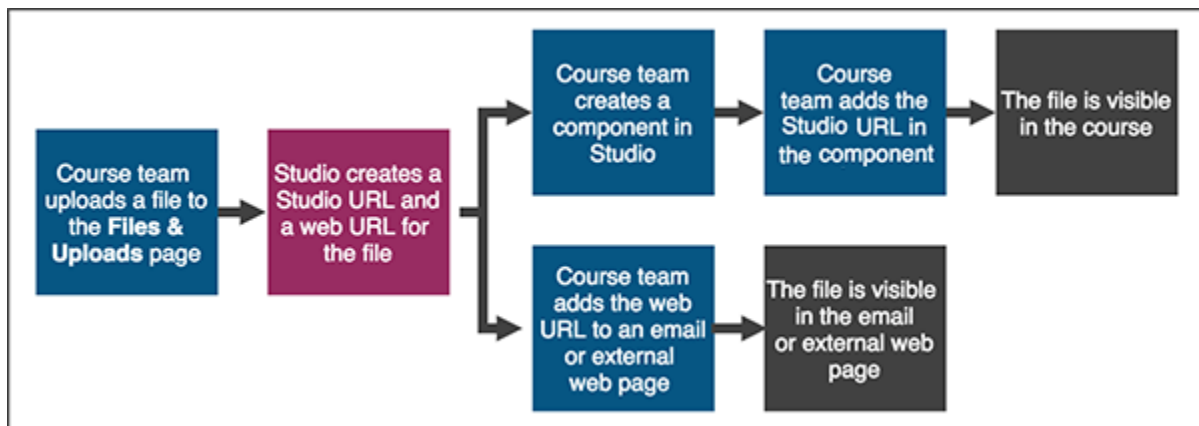 Course team
uploads a file to
the Files &
Uploads page
Studio creates a
Studio URL and
a web URL for
the file
Course team
creates a
component in
Studio
Course
team adds the
Studio URL in
the component
The file is visible
in the course
Course team
adds the web
URL to an email
or external
web page
The file is visible
in the email
or external web
page